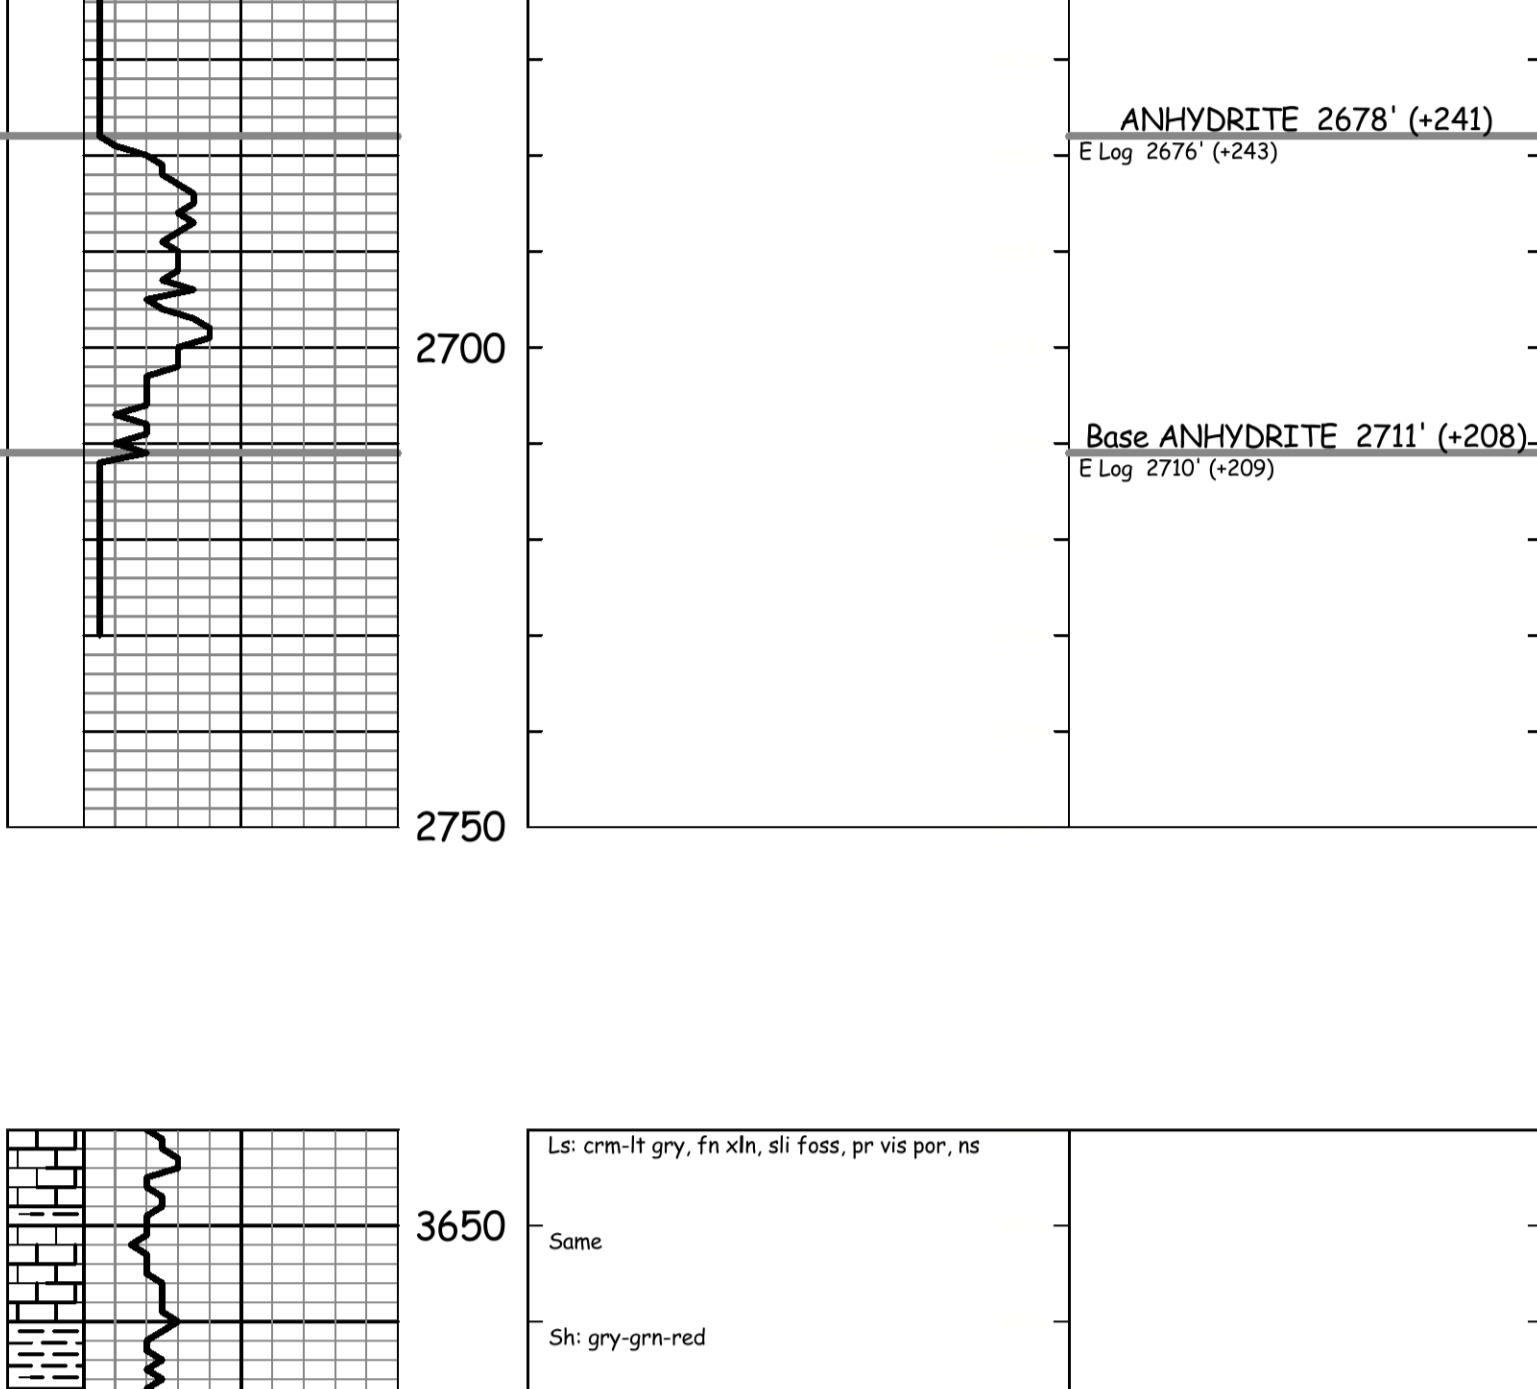 ANHYDRITE 2678' (+241)
E Log 2676' (+243)
2700
Base ANHYDRITE 2711' (+208)
E Log 2710' (+209)
2750
Ls: crm-lt gry, fn xln, sli foss, pr vis por, ns
3650
Same
Sh: gry-grn-red